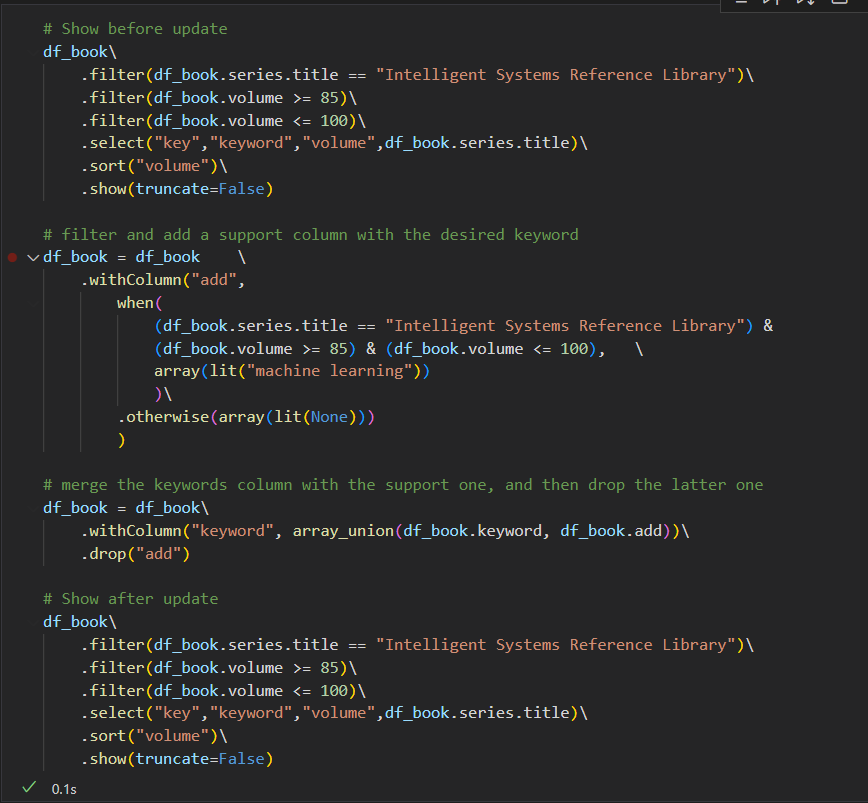 # Show before update
df_book\
    .filter(df_book.series.title == "Intelligent Systems Reference Library")\
    .filter(df_book.volume >= 85)\
    .filter(df_book.volume <= 100)\
    .select("key","keyword","volume",df_book.series.title)\
    .sort("volume")\
    .show(truncate=False)

# filter and add a support column with the desired keyword
df_book = df_book    \
    .withColumn("add",
        when(
            (df_book.series.title == "Intelligent Systems Reference Library") &
            (df_book.volume >= 85) & (df_book.volume <= 100),   \
            array(lit("machine learning"))
            )\
        .otherwise(array(lit(None)))
        )

# merge the keywords column with the support one, and then drop the latter one
df_book = df_book\
    .withColumn("keyword", array_union(df_book.keyword, df_book.add))\
    .drop("add")

# Show after update
df_book\
    .filter(df_book.series.title == "Intelligent Systems Reference Library")\
    .filter(df_book.volume >= 85)\
    .filter(df_book.volume <= 100)\
    .select("key","keyword","volume",df_book.series.title)\
    .sort("volume")\
    .show(truncate=False)
0.1s